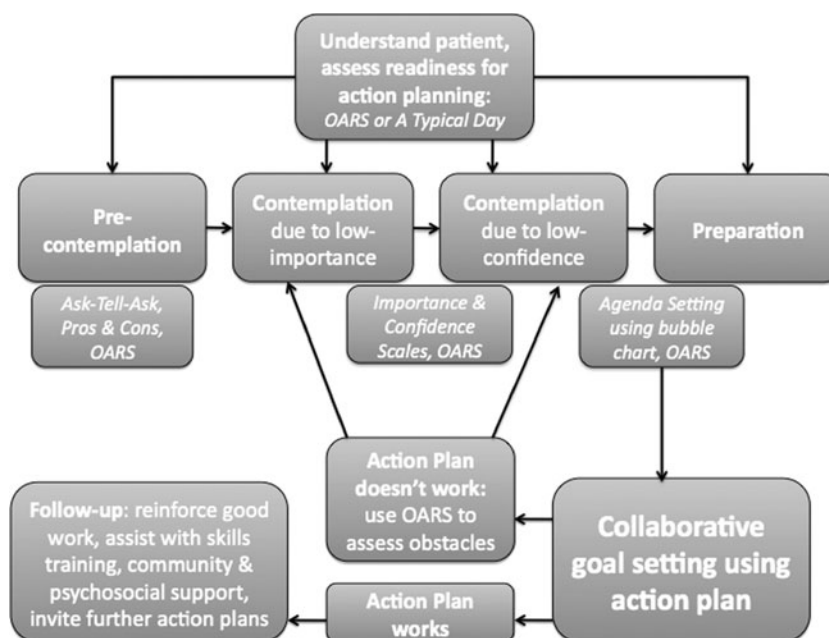 Understand patient,
assess readiness for
action planning:
OARS or A Typical Day
Pre-
contemplation
Contemplation
due to low-
importance
Contemplation
due to low-
confidence
Preparation
Ask-Tell-Ask,
Pros & Cons,
OARS
Importance &
Confidence
Scales, OARS
Agenda Setting
using bubble
chart, OARS
Action Plan
doesn't work:
use OARS to
assess obstacles
Follow-up: reinforce good
work, assist with skills
training, community &
psychosocial support,
invite further action plans
Collaborative
goal setting using
action plan
Action Plan
works